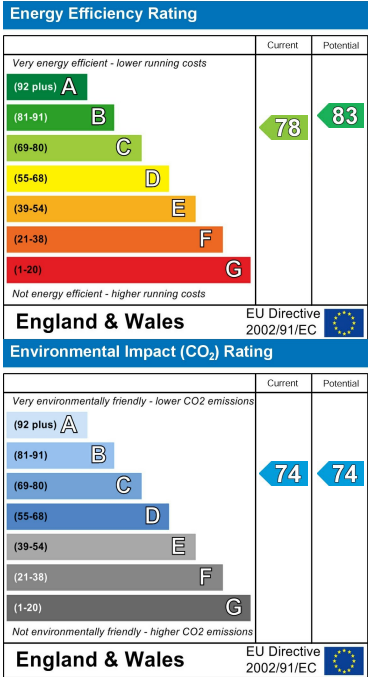 Energy Efficiency Rating
Current Potential
Very energy efficient - lower running costs
(92 plus) A
(81-91) B
(69-80) C
(55-68) D
(39-54) E
(21-38) F
(1-20) G
78
83
Not energy efficient - higher running costs
England & Wales
EU Directive
2002/91/EC
Environmental Impact (CO₂) Rating
Current Potential
Very environmentally friendly - lower CO2 emissions
(92 plus) A
(81-91) B
(69-80) C
(55-68) D
(39-54) E
(21-38) F
(1-20) G
74
74
Not environmentally friendly - higher CO2 emissions
England & Wales
EU Directive
2002/91/EC